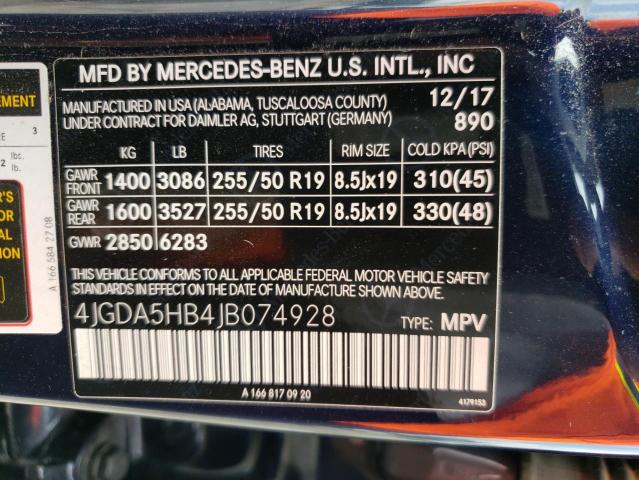 MFD BY MERCEDES-BENZ U.S. INTL., INC
MANUFACTURED IN USA (ALABAMA, TUSCALOOSA COUNTY) 12/17
UNDER CONTRACT FOR DAIMLER AG, STUTTGART (GERMANY) 890
KG LB TIRES RIM SIZE COLD KPA (PSI)
GAWR FRONT 1400 3086 255/50 R19 8.5Jx19 310(45)
GAWR REAR 1600 3527 255/50 R19 8.5Jx19 330(48)
GVWR 2850 6283
THIS VEHICLE CONFORMS TO ALL APPLICABLE FEDERAL MOTOR VEHICLE SAFETY
STANDARDS IN EFFECT ON THE DATE OF MANUFACTURE SHOWN ABOVE.
4JGDA5HB4JB074928 TYPE: MPV
A 166 817 09 20
4179153
3
lbs.
lb.
A 166 584 27 08